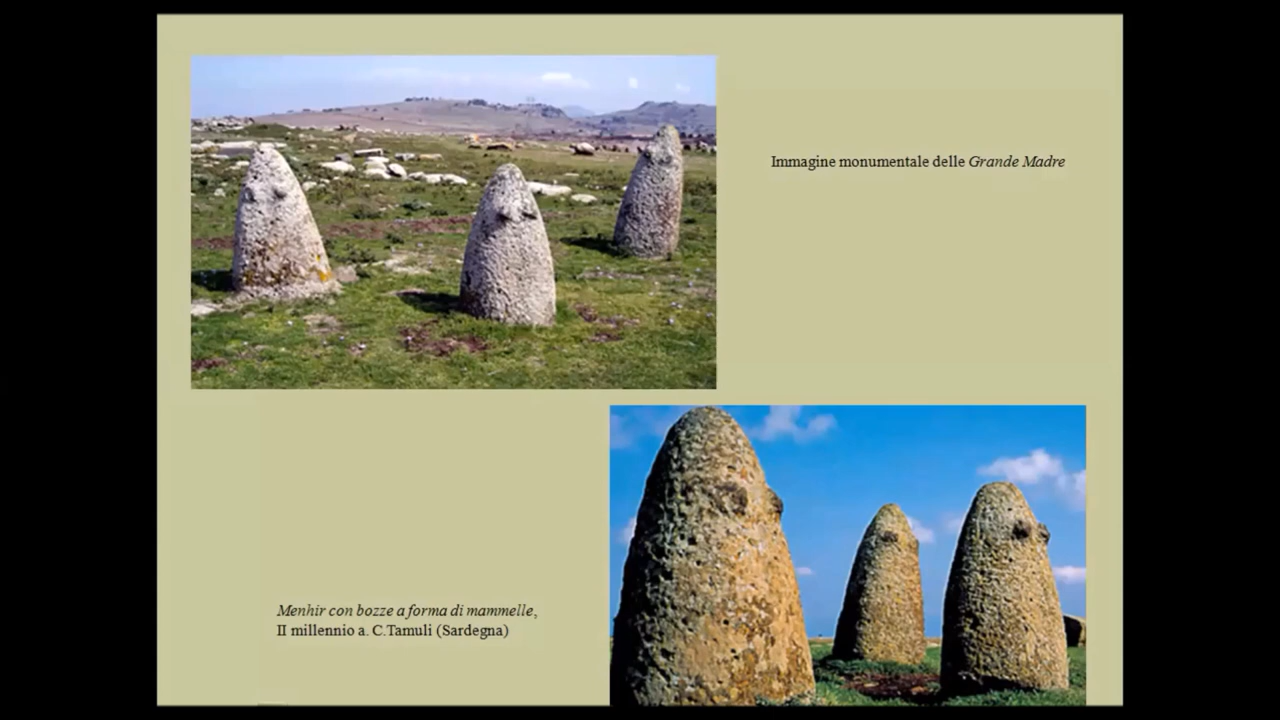 Immagine monumentale delle Grande Madre
Menhir con bozze a forma di mammelle,
II millennio a. C.Tamuli (Sardegna)